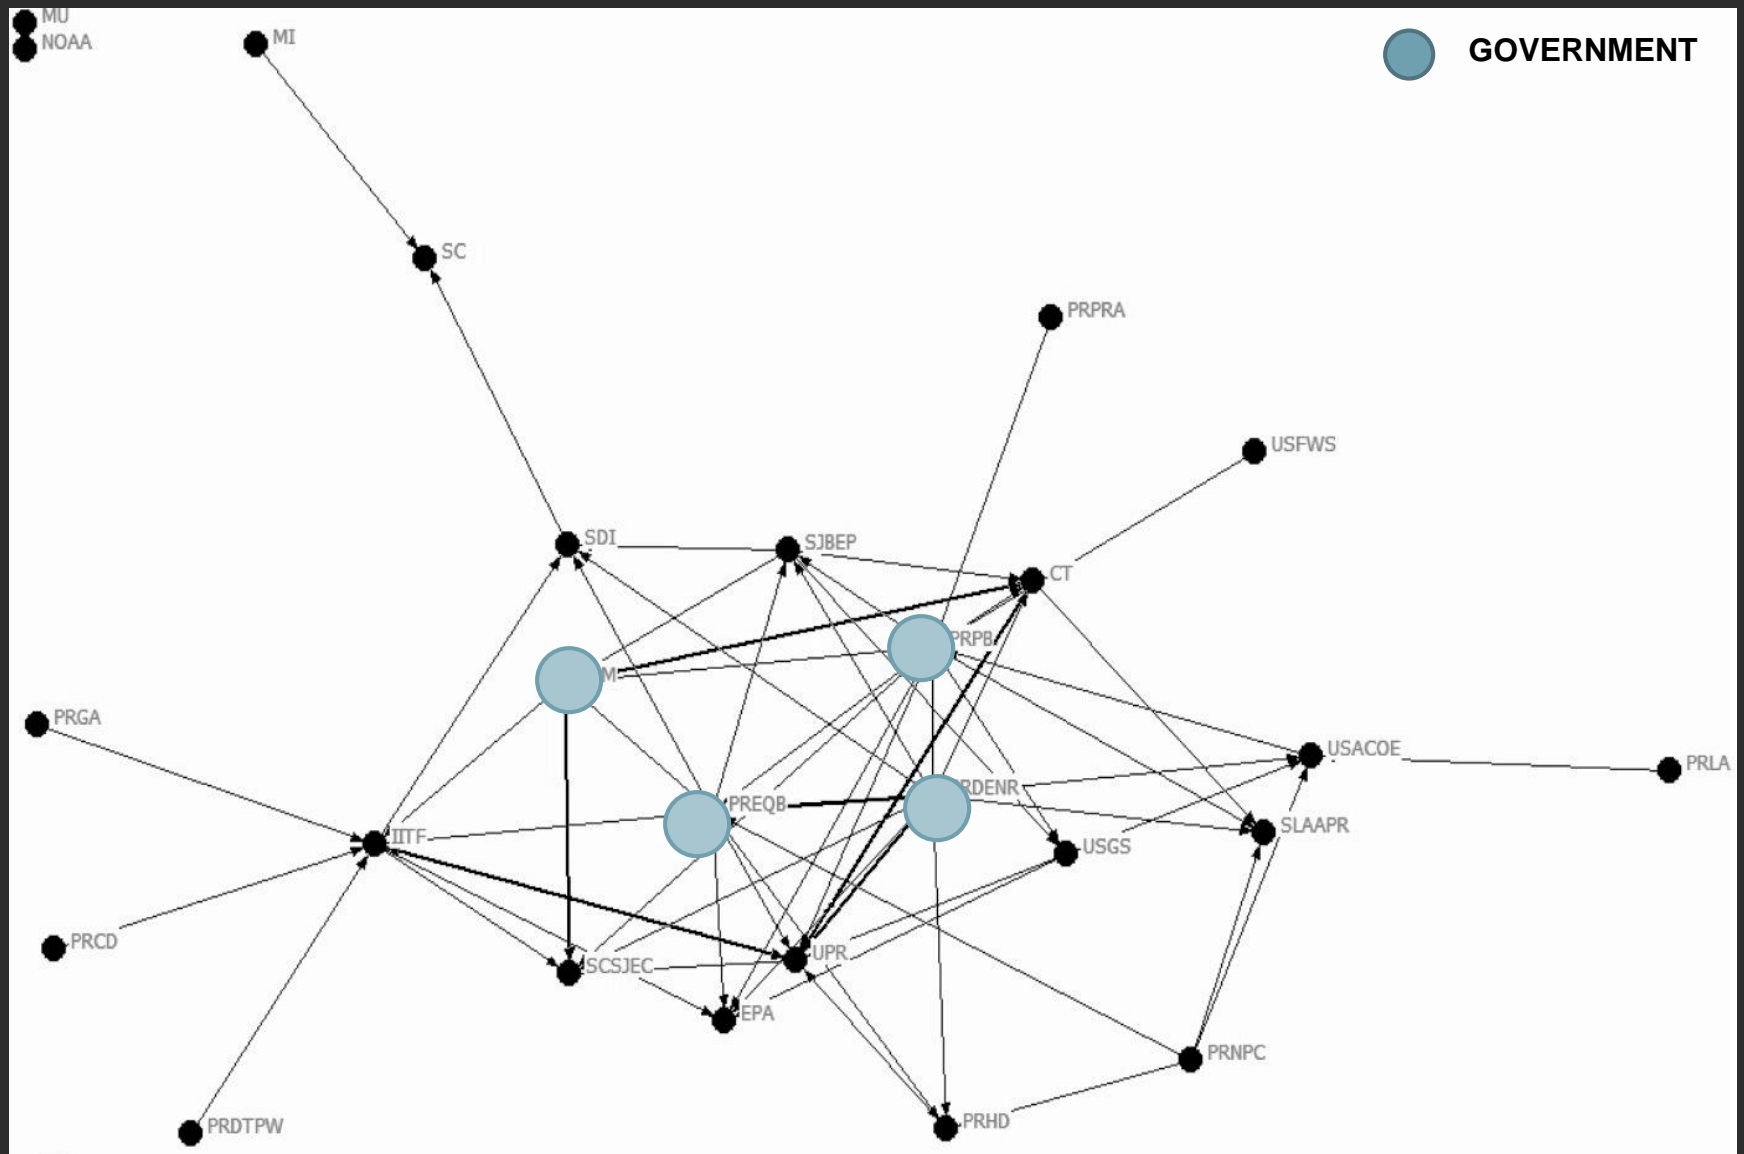 MU
NOAA
MI
GOVERNMENT
SC
PRPRA
USFWS
SDI
SJBEP
CT
PRPB
M
PRGA
USACOE
PRLA
RDENR
PREQB
SLAAPR
IITF
USGS
PRCD
UPR
SCSJEC
EPA
PRNPC
PRHD
PRDTPW